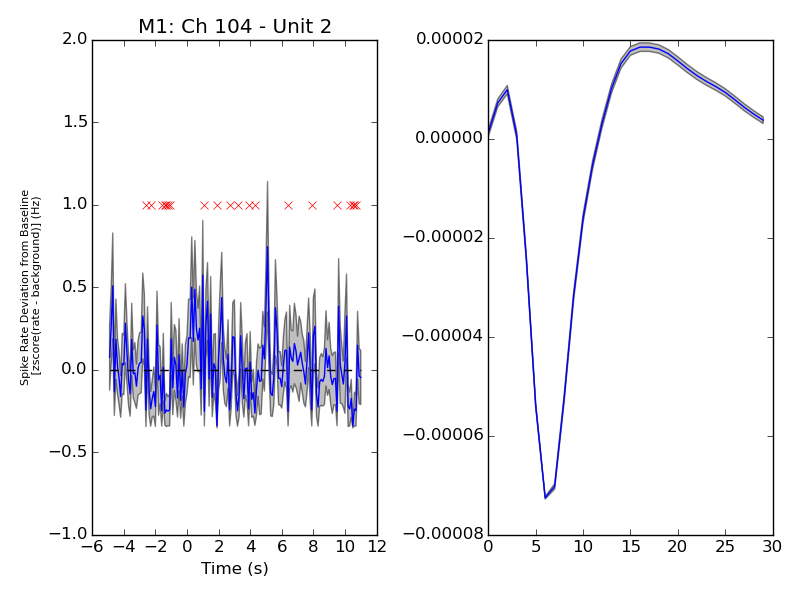 M1: Ch 104 - Unit 2
2.0
1.5
1.0
0.5
0.0
−0.5
−1.0
−6 −4 −2 0 2 4 6 8 10 12
Time (s)
Spike Rate Deviation from Baseline
[zscore(rate - background)] (Hz)
0.00002
0.00000
−0.00002
−0.00004
−0.00006
−0.00008
0 5 10 15 20 25 30